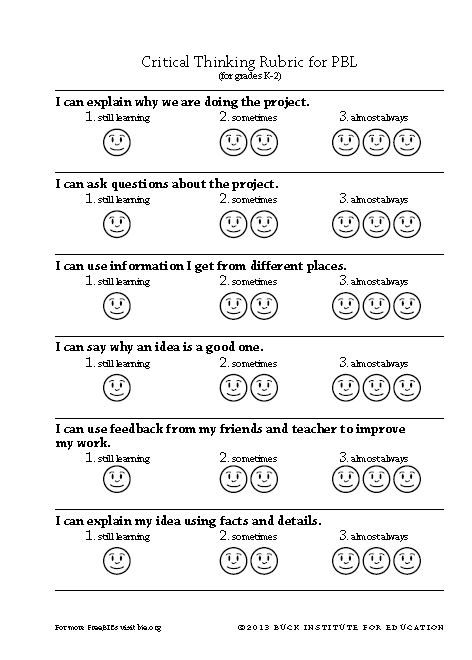 Critical Thinking Rubric for PBL
(for grades K-2)
I can explain why we are doing the project.
1. still learning 2. sometimes 3. almost always
I can ask questions about the project.
1. still learning 2. sometimes 3. almost always
I can use information I get from different places.
1. still learning 2. sometimes 3. almost always
I can say why an idea is a good one.
1. still learning 2. sometimes 3. almost always
I can use feedback from my friends and teacher to improve
my work.
1. still learning 2. sometimes 3. almost always
I can explain my idea using facts and details.
1. still learning 2. sometimes 3. almost always
For more FreeBIEs visit bie.org ©2013 BUCK INSTITUTE FOR EDUCATION